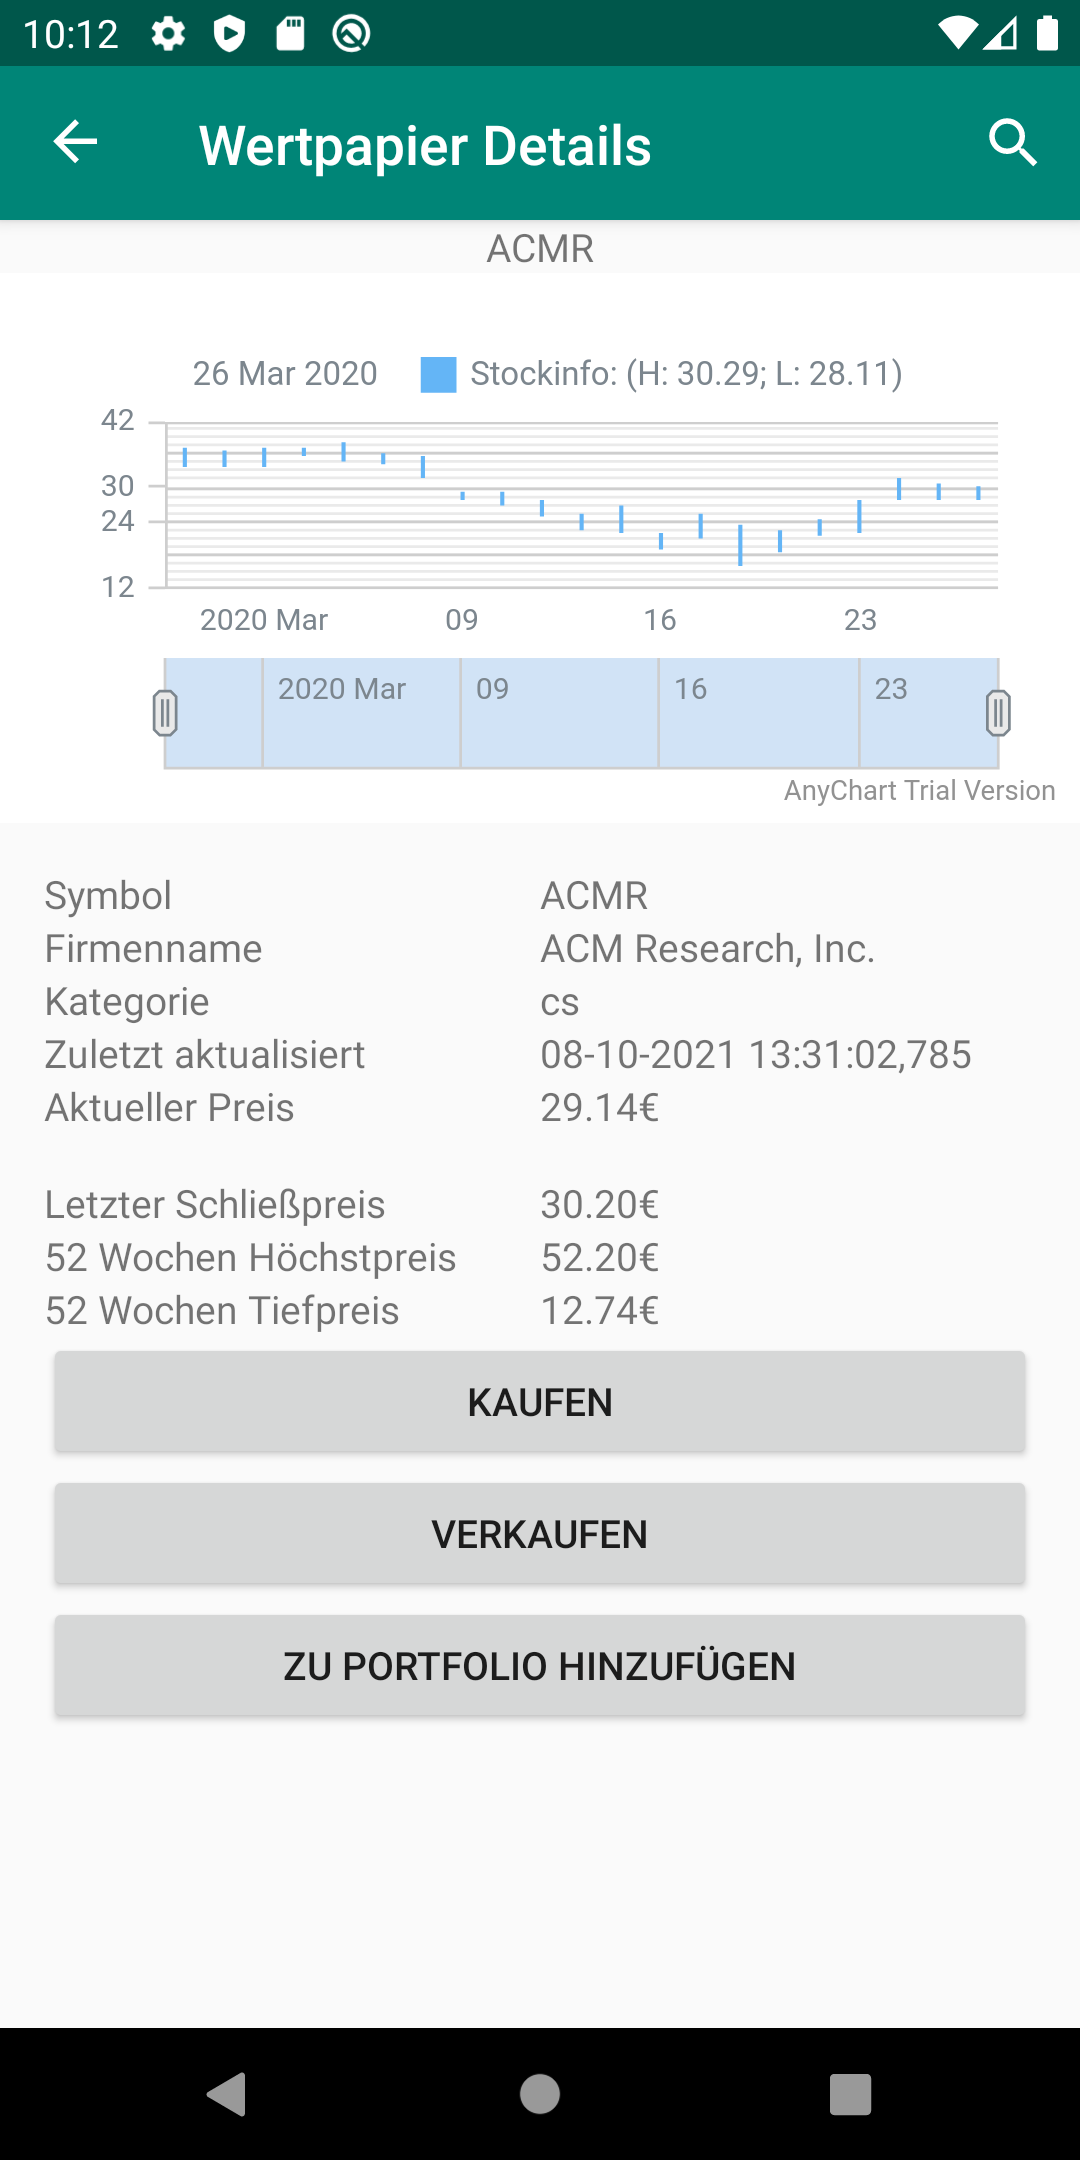 10:12
Wertpapier Details
ACMR
26 Mar 2020 Stockinfo: (H: 30.29; L: 28.11)
42
30
24
12
2020 Mar 09 16 23
2020 Mar 09 16 23
AnyChart Trial Version
Symbol ACMR
Firmenname ACM Research, Inc.
Kategorie cs
Zuletzt aktualisiert 08-10-2021 13:31:02,785
Aktueller Preis 29.14€
Letzter Schließpreis 30.20€
52 Wochen Höchstpreis 52.20€
52 Wochen Tiefpreis 12.74€
KAUFEN
VERKAUFEN
ZU PORTFOLIO HINZUFÜGEN